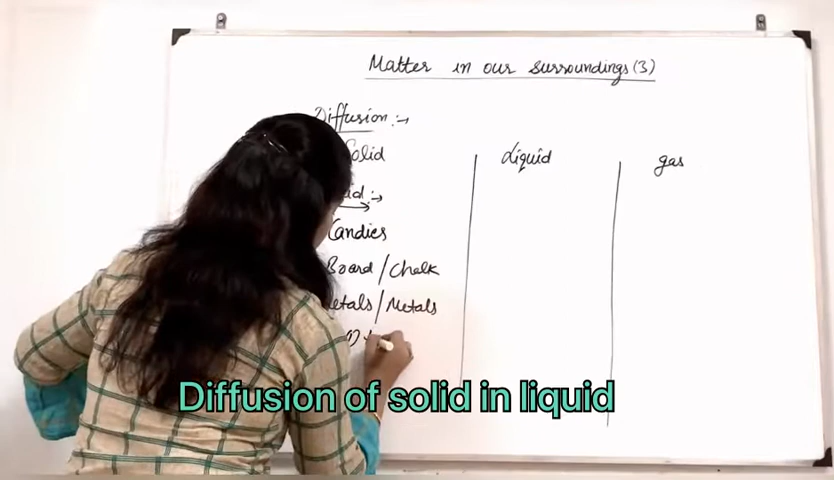 Matter in our surroundings (3)
Diffusion :→
Solid
Liquid
gas
Candies
Board / Chalk
Metals / Metals
Diffusion of solid in liquid